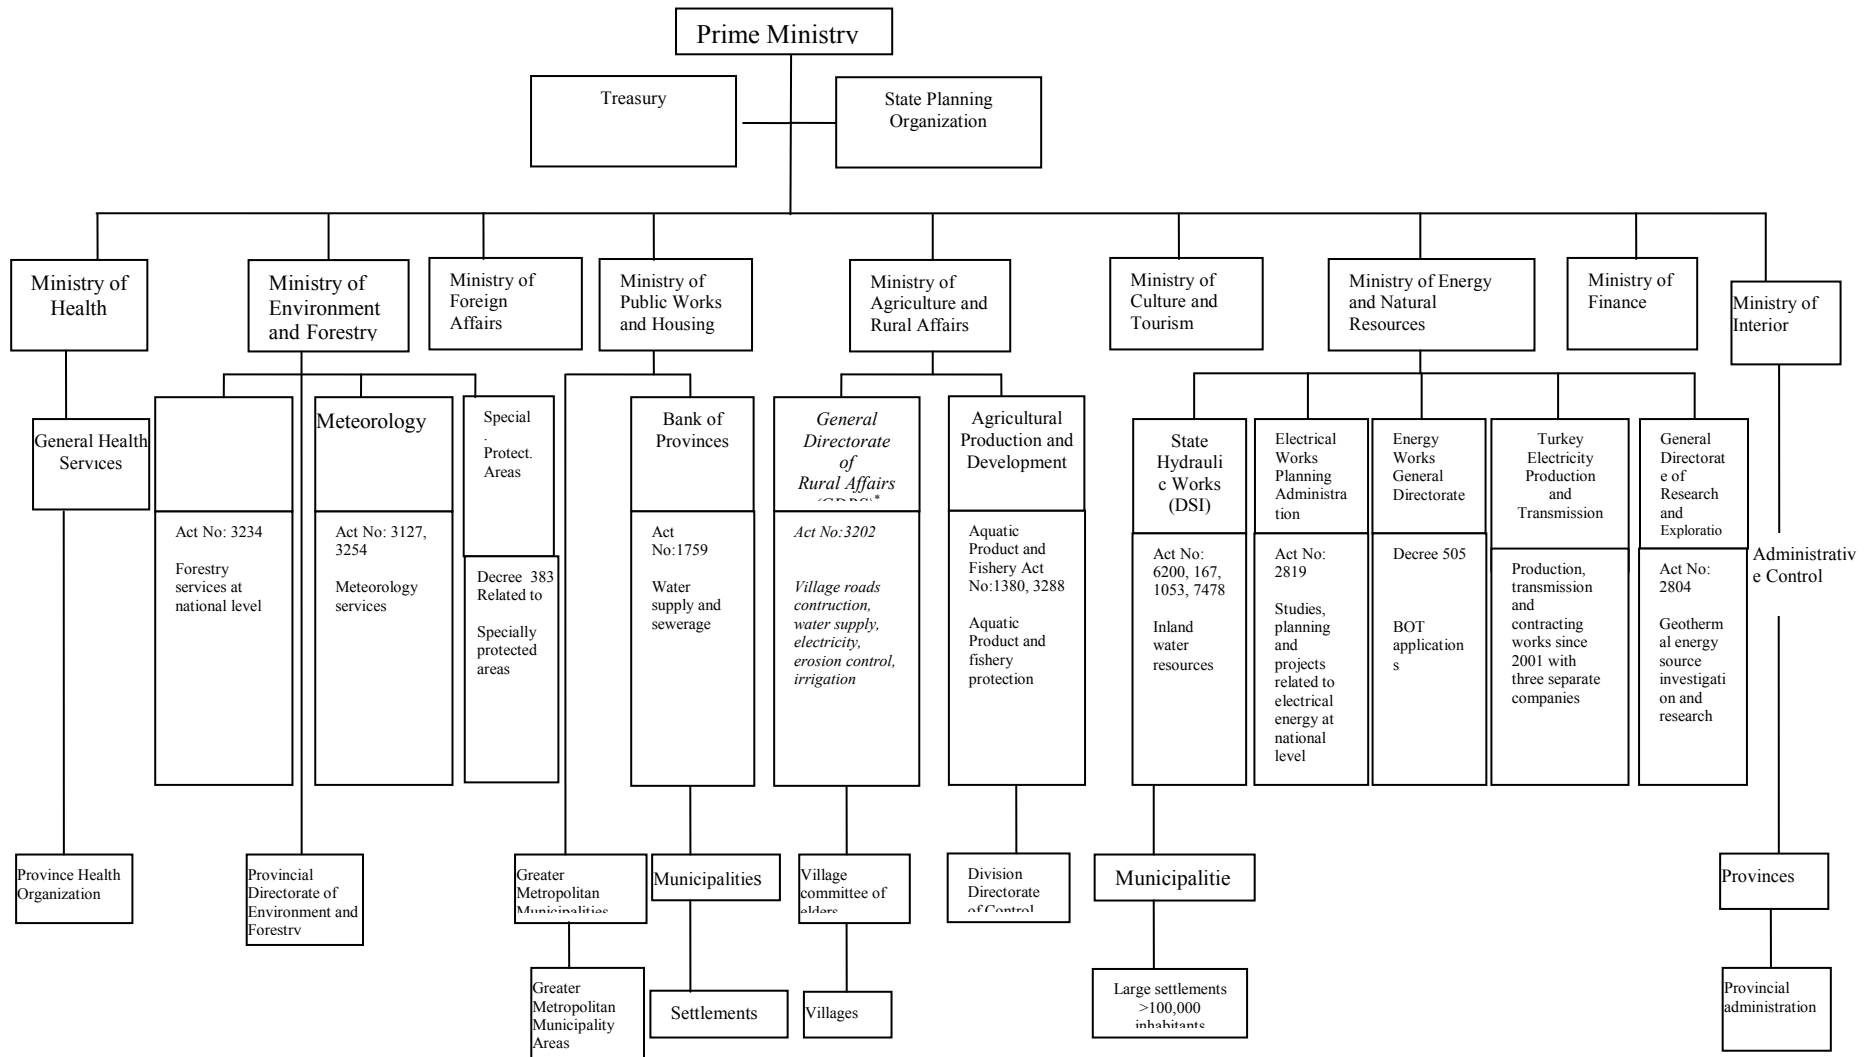 Prime Ministry
Treasury
State Planning
Organization
Ministry of
Health
Ministry of
Environment
and Forestry
Ministry of
Foreign
Affairs
Ministry of
Public Works
and Housing
Ministry of
Agriculture and
Rural Affairs
Ministry of
Culture and
Tourism
Ministry of Energy
and Natural
Resources
Ministry of
Finance
Ministry of
Interior
General Health
Services
Meteorology
Special
.
Protect.
Areas
Bank of
Provinces
General
Directorate
of
Rural Affairs
Agricultural
Production and
Development
State
Hydrauli
c Works
(DSI)
Electrical
Works
Planning
Administra
tion
Energy
Works
General
Directorate
Turkey
Electricity
Production
and
Transmission
General
Directorat
e of
Research
and
Exploratio
Act No: 3234
Forestry
services at
national level
Act No: 3127,
3254
Meteorology
services
Decree 383
Related to
Specially
protected
areas
Act
No:1759
Water
supply and
sewerage
Act No:3202
Village roads
contruction,
water supply,
electricity,
erosion control,
irrigation
Aquatic
Product and
Fishery Act
No:1380, 3288
Aquatic
Product and
fishery
protection
Act No:
6200, 167,
1053, 7478
Inland
water
resources
Act No:
2819
Studies,
planning
and
projects
related to
electrical
energy at
national
level
Decree 505
BOT
application
s
Production,
transmission
and
contracting
works since
2001 with
three separate
companies
Act No:
2804
Geotherm
al energy
source
investigati
on and
research
Administrativ
e Control
Province Health
Organization
Provincial
Directorate of
Environment and
Forestry
Greater
Metropolitan
Municipalities
Municipalities
Village
committee of
elders
Division
Directorate
of Control
Municipalitie
Provinces
Greater
Metropolitan
Municipality
Areas
Settlements
Villages
Large settlements
>100,000
inhabitants
Provincial
administration